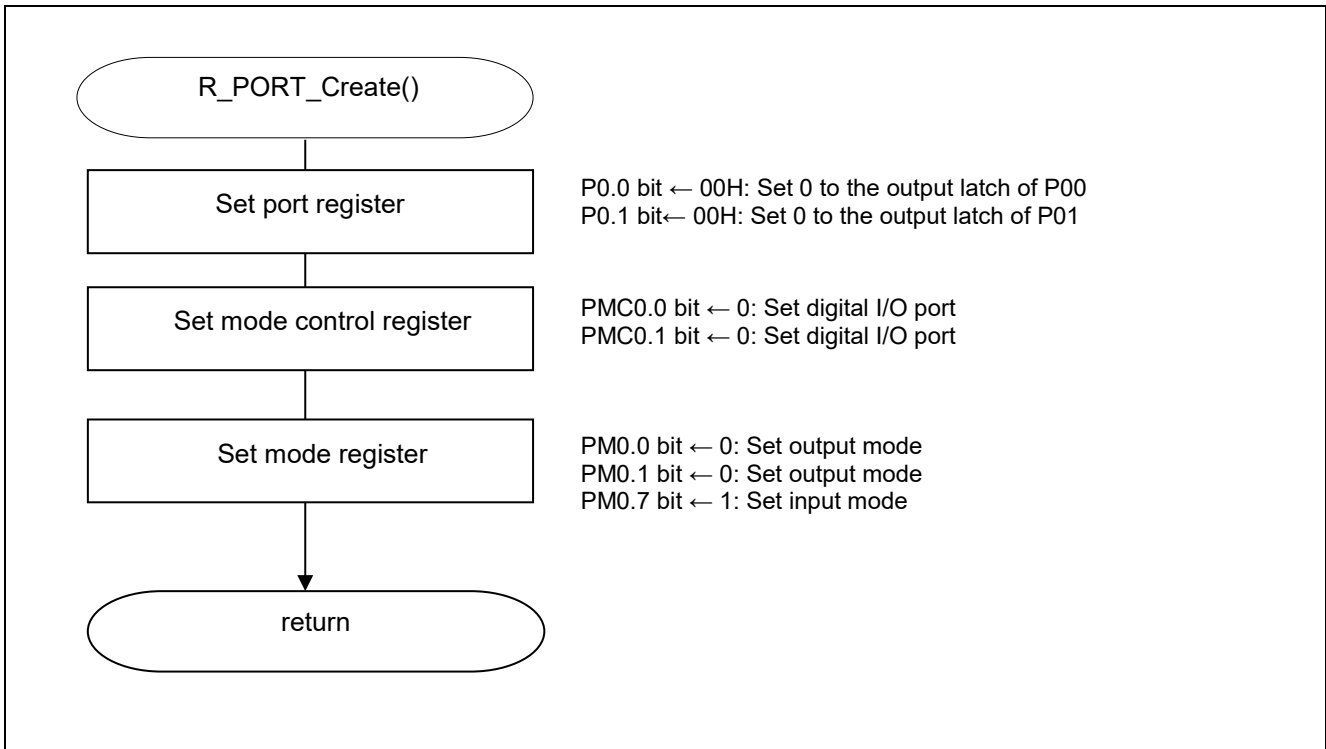 R_PORT_Create()
Set port register
P0.0 bit ← 00H: Set 0 to the output latch of P00
P0.1 bit← 00H: Set 0 to the output latch of P01
Set mode control register
PMC0.0 bit ← 0: Set digital I/O port
PMC0.1 bit ← 0: Set digital I/O port
Set mode register
PM0.0 bit ← 0: Set output mode
PM0.1 bit ← 0: Set output mode
PM0.7 bit ← 1: Set input mode
return